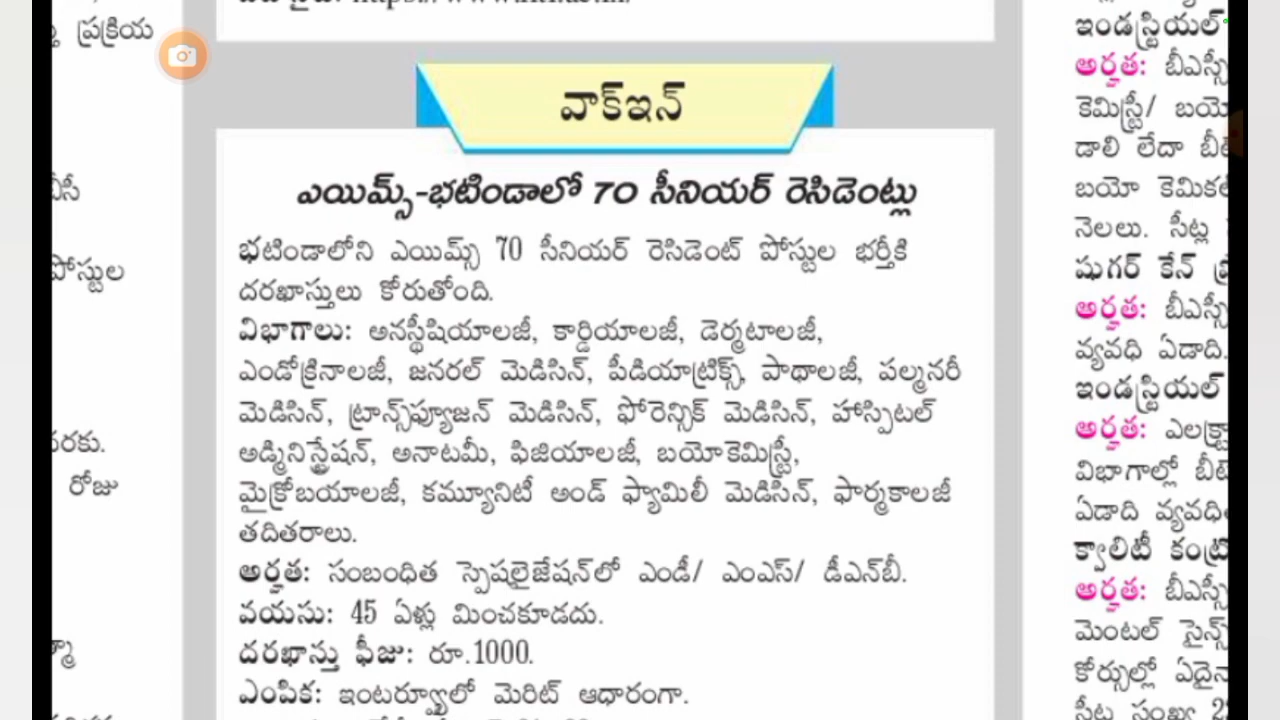 ప్రక్రియ
పోస్టుల
రోజు
వాక్ఇన్
ఎయిమ్స్-భటిండాలో 70 సీనియర్ రెసిడెంట్లు
భటిండాలోని ఎయిమ్స్ 70 సీనియర్ రెసిడెంట్ పోస్టుల భర్తీకి
దరఖాస్తులు కోరుతోంది.
విభాగాలు: అనస్థీషియాలజీ, కార్డియాలజీ, డెర్మటాలజీ,
ఎండోక్రినాలజీ, జనరల్ మెడిసిన్, పీడియాట్రిక్స్, పాథాలజీ, పల్మనరీ
మెడిసిన్, ట్రాన్స్‌ఫ్యూజన్ మెడిసిన్, ఫోరెన్సిక్ మెడిసిన్, హాస్పిటల్
అడ్మినిస్ట్రేషన్, అనాటమీ, ఫిజియాలజీ, బయోకెమిస్ట్రీ,
మైక్రోబయాలజీ, కమ్యూనిటీ అండ్ ఫ్యామిలీ మెడిసిన్, ఫార్మకాలజీ
తదితరాలు.
అర్హత: సంబంధిత స్పెషలైజేషన్‌లో ఎండీ/ ఎంఎస్/ డీఎన్‌బీ.
వయసు: 45 ఏళ్లు మించకూడదు.
దరఖాస్తు ఫీజు: రూ.1000.
ఎంపిక: ఇంటర్వ్యూలో మెరిట్ ఆధారంగా.
ఇండస్ట్రియల్
అర్హత: బీఎస్సీ
కెమిస్ట్రీ/ బయో
డాలి లేదా
బయో
నెలలు. సీట్ల
షుగర్ కేన్
అర్హత: బీఎస్సీ
వ్యవధి ఏడాది.
ఇండస్ట్రియల్
అర్హత:
విభాగాల్లో
ఏడాది
క్వాలిటీ
అర్హత: బీఎస్సీ
మెంటల్ సైన్స్
కోర్సుల్లో
సీట్ల సంఖ్య